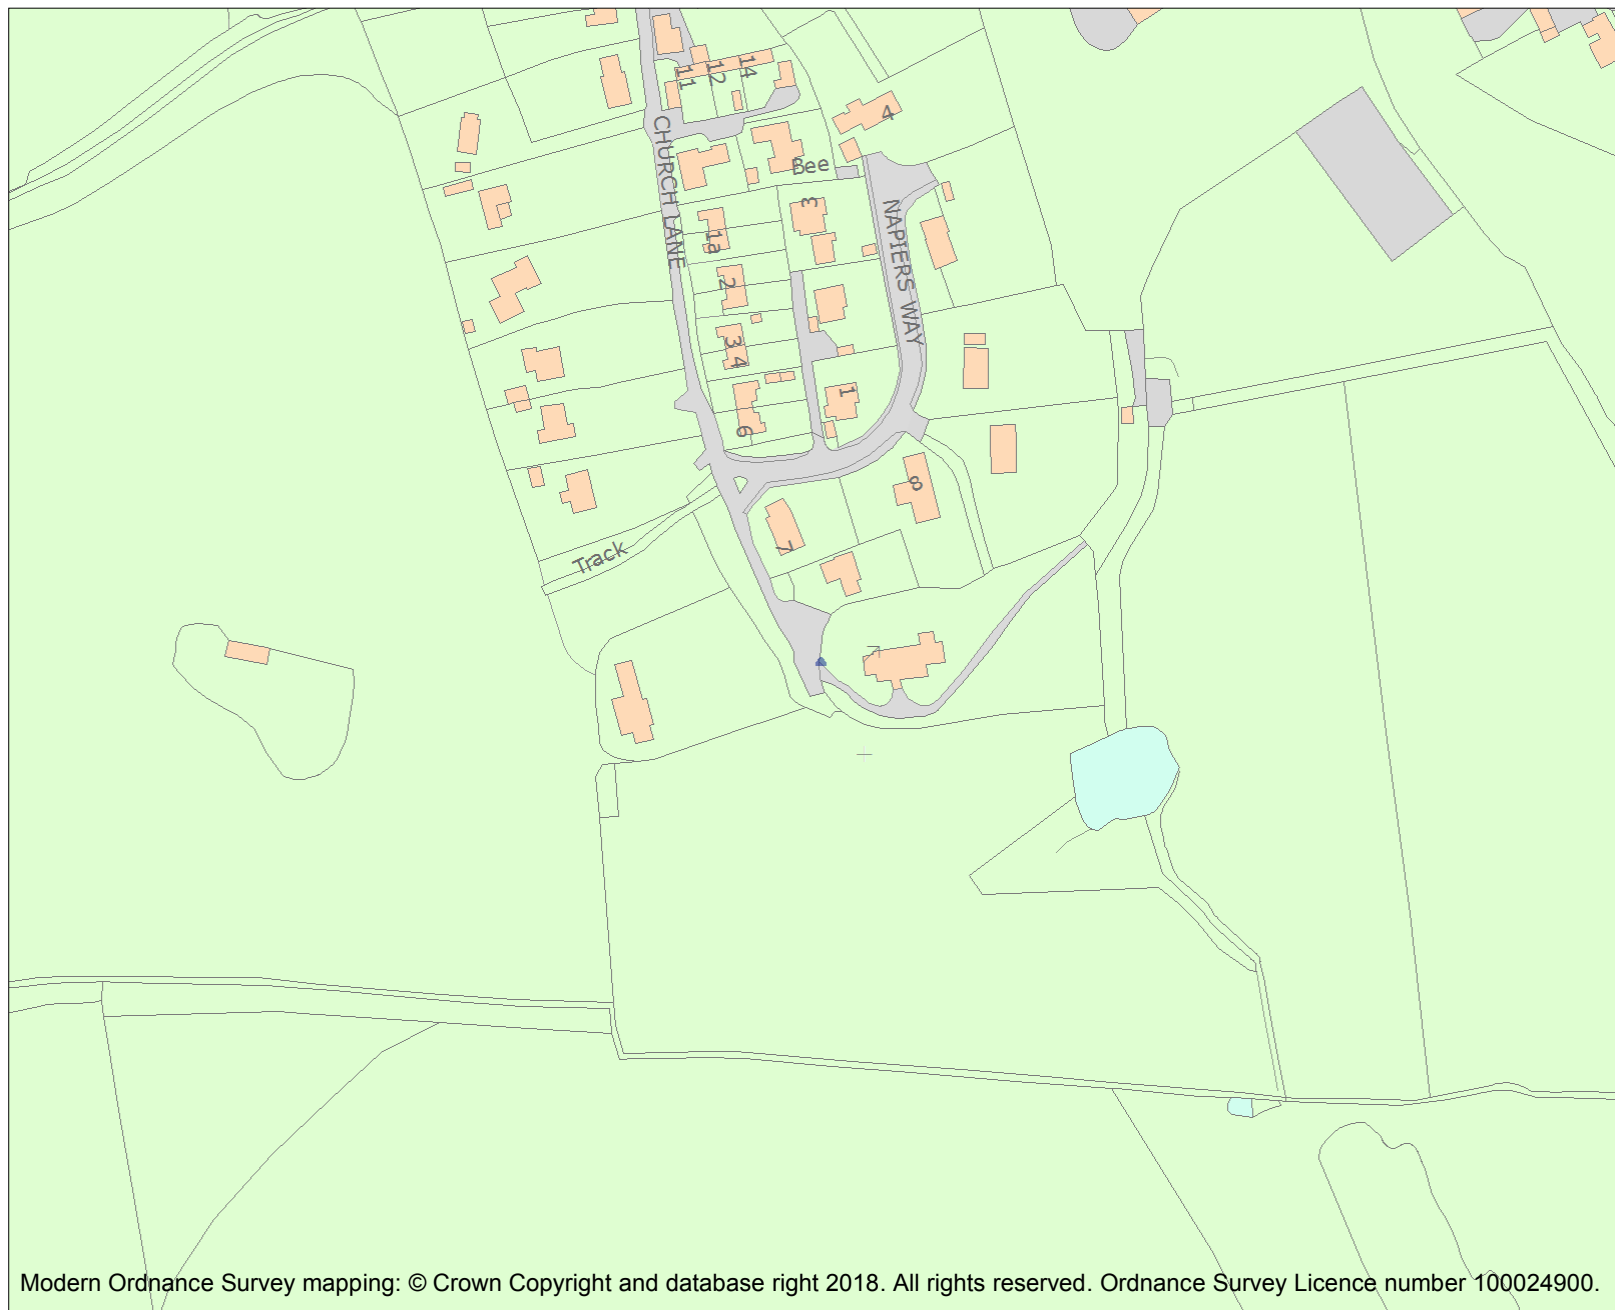 11
12
14
4
CHURCH LANE
Bee
3
NAPIERS WAY
1a
2
3
4
1
6
8
7
Track
Modern Ordnance Survey mapping: © Crown Copyright and database right 2018. All rights reserved. Ordnance Survey Licence number 100024900.